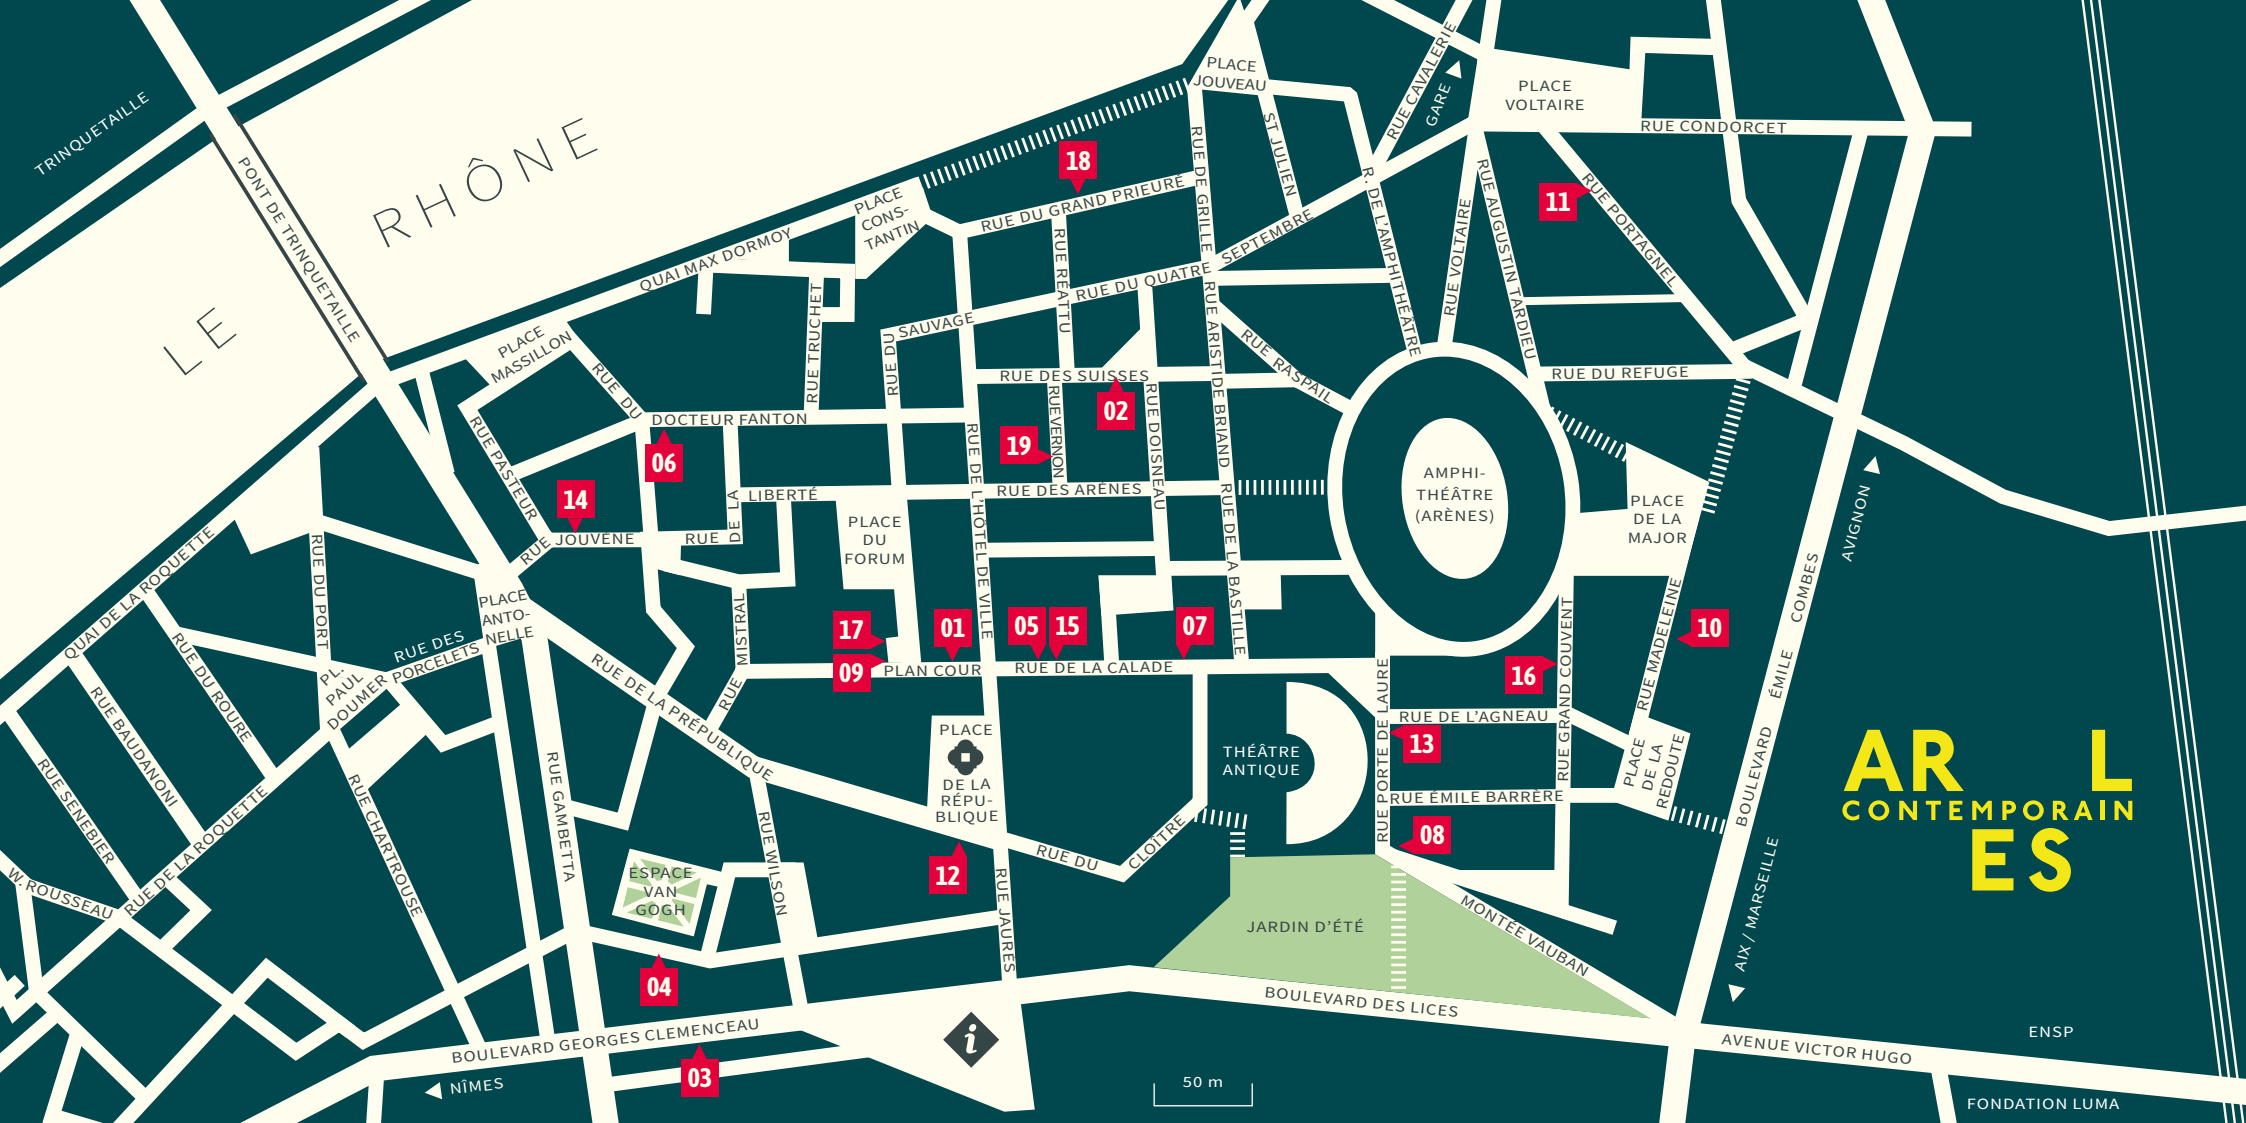 TRINQUETAILLE
LE
RHÔNE
PONT DE TRINQUETAILLE
QUAI MAX DORMOY
PLACE
CONS-
TANTIN
PLACE
MASSILLON
PLACE
JOUVEAU
ST JULIEN
RUE CAVALERIE
GARE
PLACE
VOLTAIRE
RUE CONDORCET
18
RUE DU GRAND PRIEURÉ
RUE DE GRILLE
R. DE L'AMPHITHÉÂTRE
RUE VOLTAIRE
RUE AUGUSTIN TARDIEU
11
RUE PORTAGNEL
RUE RÉATTU
RUE DU QUATRE SEPTEMBRE
RUE TRUCHET
RUE DU
SAUVAGE
RUE ARISTIDE BRIAND
RUE RASPAIL
RUE DU REFUGE
RUE DES SUISSES
02
RUE DU
DOCTEUR FANTON
06
RUE PASTEUR
14
RUE
JOUVÈNE
RUE
DE LA
LIBERTÉ
19
RUE VERNON
RUE DOISNEAU
RUE DES ARÈNES
RUE DE L'HÔTEL DE VILLE
PLACE
DU
FORUM
AMPHI-
THÉÂTRE
(ARÈNES)
PLACE
DE LA
MAJOR
AVIGNON
QUAI DE LA ROQUETTE
RUE DU PORT
PLACE
ANTO-
NELLE
RUE DES
PORCELETS
PL.
PAUL
DOUMER
RUE DU ROURE
RUE BAUDANONI
RUE SENEBIER
RUE DE LA ROQUETTE
W. ROUSSEAU
RUE CHARTROUSE
RUE GAMBETTA
RUE DE LA PRÉPUBLIQUE
RUE
MISTRAL
17
09
01
PLAN COUR
05
15
07
RUE DE LA CALADE
RUE DE LA BASTILLE
16
10
RUE GRAND COUVENT
RUE MADELEINE
BOULEVARD ÉMILE COMBES
RUE DE L'AGNEAU
13
RUE PORTE DE LAURE
RUE ÉMILE BARRÈRE
08
PLACE
DE LA
REDOUTE
THÉÂTRE
ANTIQUE
PLACE
DE LA
RÉPU-
BLIQUE
12
RUE DU
CLOÎTRE
RUE WILSON
RUE JAURÈS
ESPACE
VAN
GOGH
04
JARDIN D'ÉTÉ
MONTÉE VAUBAN
AIX / MARSEILLE
AR L
CONTEMPORAIN
ES
BOULEVARD GEORGES CLEMENCEAU
NÎMES
03
i
BOULEVARD DES LICES
50 m
AVENUE VICTOR HUGO
ENSP
FONDATION LUMA